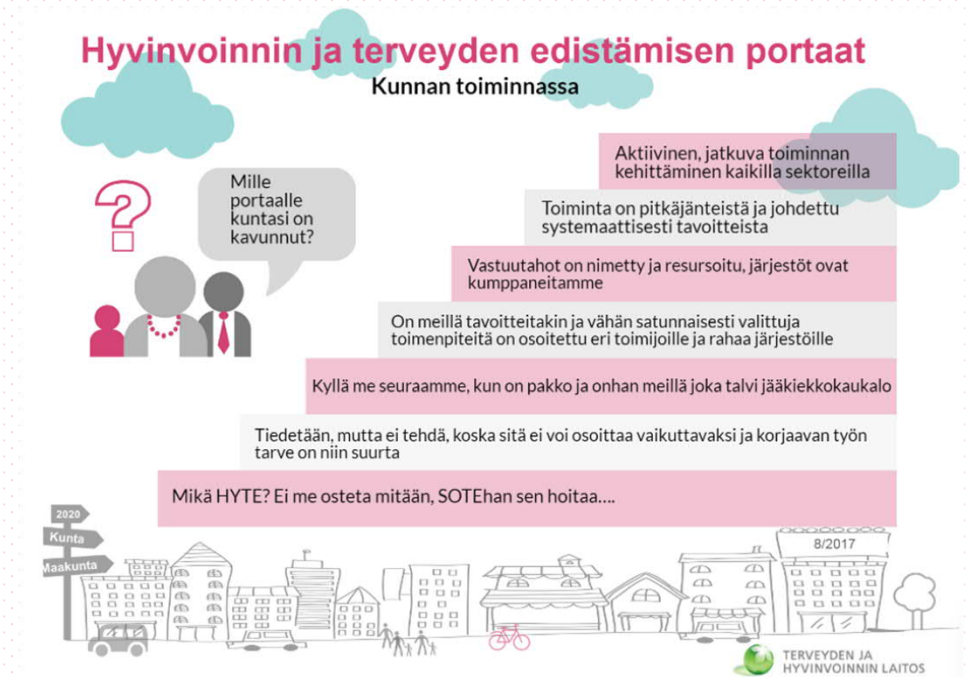 Hyvinvoinnin ja terveyden edistämisen portaat
Kunnan toiminnassa
Mille
portaalle
kuntasi on
kavunnut?
Aktiivinen, jatkuva toiminnan
kehittäminen kaikilla sektoreilla
Toiminta on pitkäjänteistä ja johdettu
systemaattisesti tavoitteista
Vastuutahot on nimetty ja resursoitu, järjestöt ovat
kumppaneitamme
On meillä tavoitteitakin ja vähän satunnaisesti valittuja
toimenpiteitä on osoitettu eri toimijoille ja rahaa järjestöille
Kyllä me seuraamme, kun on pakko ja onhan meillä joka talvi jääkiekkokaukalo
Tiedetään, mutta ei tehdä, koska sitä ei voi osoittaa vaikuttavaksi ja korjaavan työn
tarve on niin suurta
Mikä HYTE? Ei me osteta mitään, SOTEhan sen hoitaa....
2020
Kunta
Maakunta
8/2017
TERVEYDEN JA
HYVINVOINNIN LAITOS